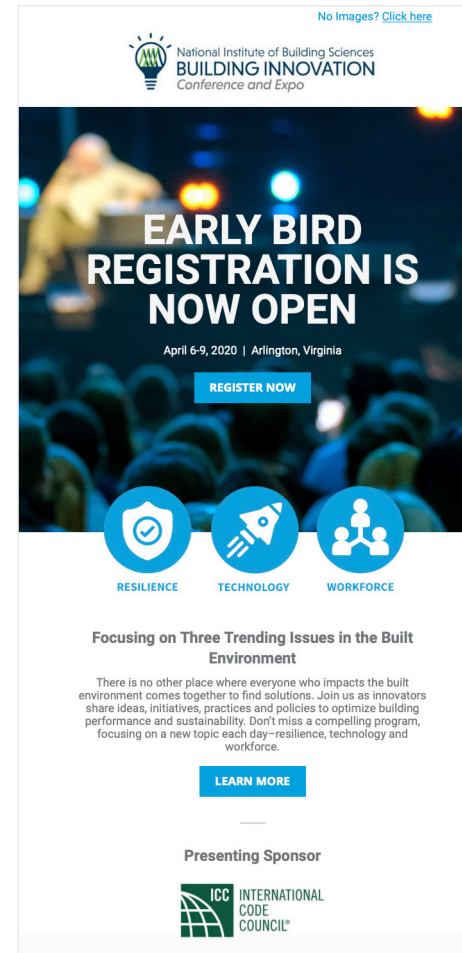 No Images? Click here
National Institute of Building Sciences
BUILDING INNOVATION
Conference and Expo
EARLY BIRD
REGISTRATION IS
NOW OPEN
April 6-9, 2020 | Arlington, Virginia
REGISTER NOW
RESILIENCE TECHNOLOGY WORKFORCE
Focusing on Three Trending Issues in the Built
Environment
There is no other place where everyone who impacts the built
environment comes together to find solutions. Join us as innovators
share ideas, initiatives, practices and policies to optimize building
performance and sustainability. Don't miss a compelling program,
focusing on a new topic each day–resilience, technology and
workforce.
LEARN MORE
Presenting Sponsor
ICC INTERNATIONAL
CODE
COUNCIL®